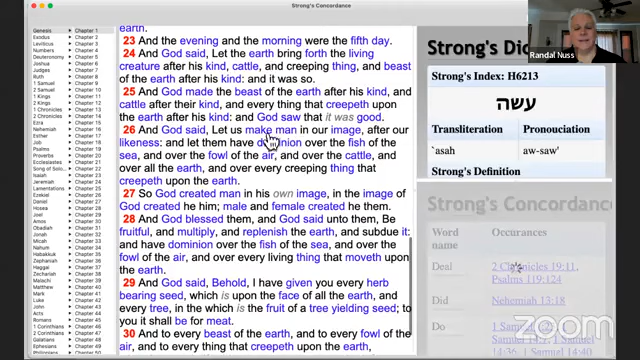 Strong's Concordance
Genesis
Exodus
Leviticus
Numbers
Deuteronomy
Joshua
Judges
Ruth
1 Samuel
2 Samuel
1 Kings
2 Kings
1 Chronicles
2 Chronicles
Ezra
Nehemiah
Esther
Job
Psalms
Proverbs
Ecclesiastes
Song of Solomon
Isaiah
Jeremiah
Lamentations
Ezekiel
Daniel
Hosea
Joel
Amos
Obadiah
Jonah
Micah
Nahum
Habakkuk
Zephaniah
Haggai
Zechariah
Malachi
Matthew
Mark
Luke
John
Acts
Romans
1 Corinthians
2 Corinthians
Galatians
Chapter 1
Chapter 2
Chapter 3
Chapter 4
Chapter 5
Chapter 6
Chapter 7
Chapter 8
Chapter 9
Chapter 10
Chapter 11
Chapter 12
Chapter 13
Chapter 14
Chapter 15
Chapter 16
Chapter 17
Chapter 18
Chapter 19
Chapter 20
Chapter 21
Chapter 22
Chapter 23
Chapter 24
Chapter 25
Chapter 26
Chapter 27
Chapter 28
Chapter 29
Chapter 30
Chapter 31
Chapter 32
Chapter 33
Chapter 34
Chapter 35
Chapter 36
Chapter 37
Chapter 38
Chapter 39
Chapter 40
Chapter 41
Chapter 42
Chapter 43
Chapter 44
Chapter 45
Chapter 46
Chapter 47
Chapter 48
earth.
23 And the evening and the morning were the fifth day.
24 And God said, Let the earth bring forth the living
creature after his kind, cattle, and creeping thing, and beast
of the earth after his kind: and it was so.
25 And God made the beast of the earth after his kind, and
cattle after their kind, and every thing that creepeth upon
the earth after his kind: and God saw that it was good.
26 And God said, Let us make man in our image, after our
likeness: and let them have dominion over the fish of the
sea, and over the fowl of the air, and over the cattle, and
over all the earth, and over every creeping thing that
creepeth upon the earth.
27 So God created man in his own image, in the image of
God created he him; male and female created he them.
28 And God blessed them, and God said unto them, Be
fruitful, and multiply, and replenish the earth, and subdue it:
and have dominion over the fish of the sea, and over the
fowl of the air, and over every living thing that moveth upon
the earth.
29 And God said, Behold, I have given you every herb
bearing seed, which is upon the face of all the earth, and
every tree, in the which is the fruit of a tree yielding seed; to
you it shall be for meat.
30 And to every beast of the earth, and to every fowl of the
air, and to every thing that creepeth upon the earth,
Strong's Dic
Randal Nuss
Strong's Index: H6213
עשה
Transliteration Pronouciation
`asah aw-saw'
Strong's Definition
Strong's Concordance
Word name Occurances
Deal 2 Chronicles 19:11,
Psalms 119:124
Did Nehemiah 13:18
Do 1 Samuel
zoom